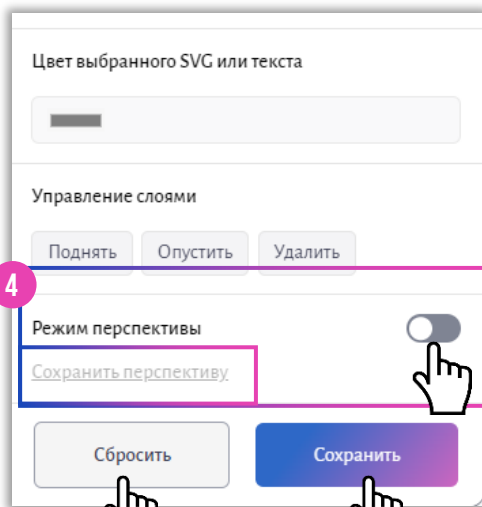 Цвет выбранного SVG или текста
Управление слоями
Поднять Опустить Удалить
4
Режим перспективы
Сохранить перспективу
Сбросить Сохранить